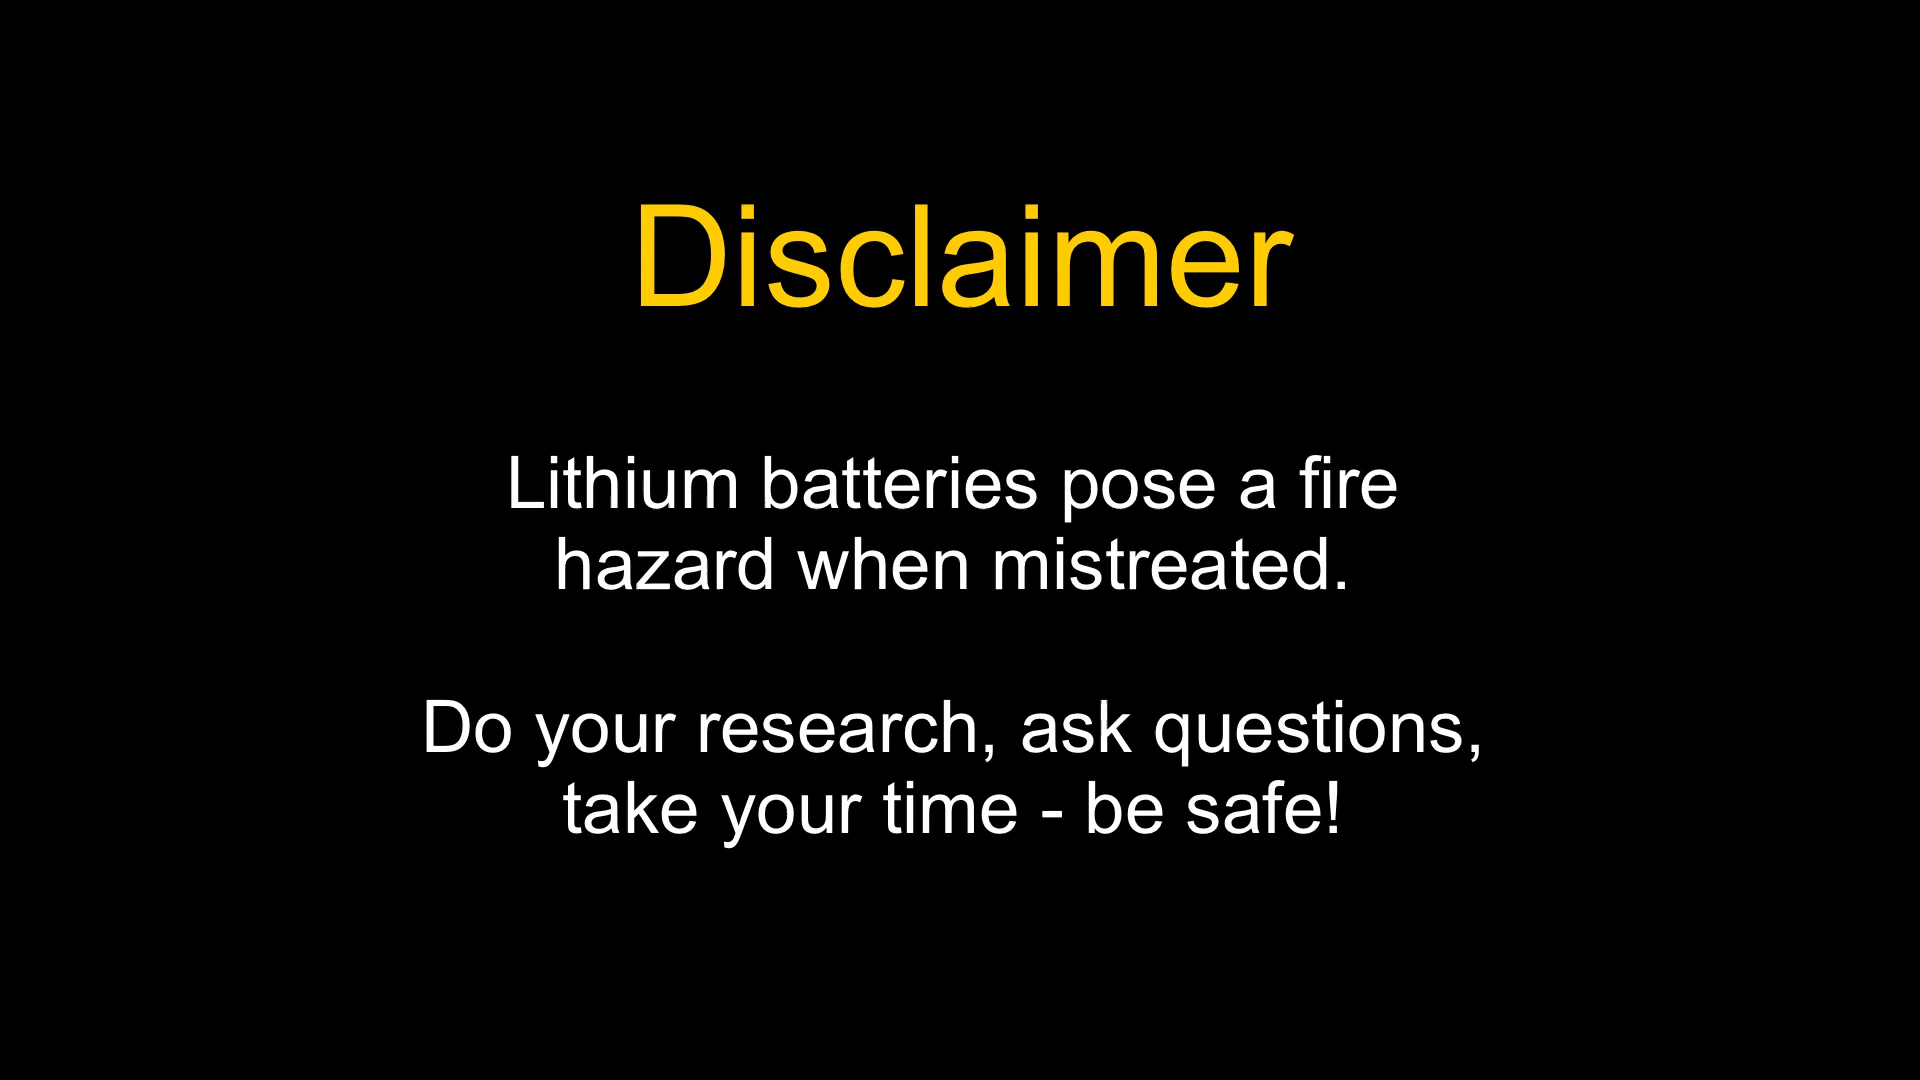 Disclaimer
Lithium batteries pose a fire
hazard when mistreated.
Do your research, ask questions,
take your time - be safe!